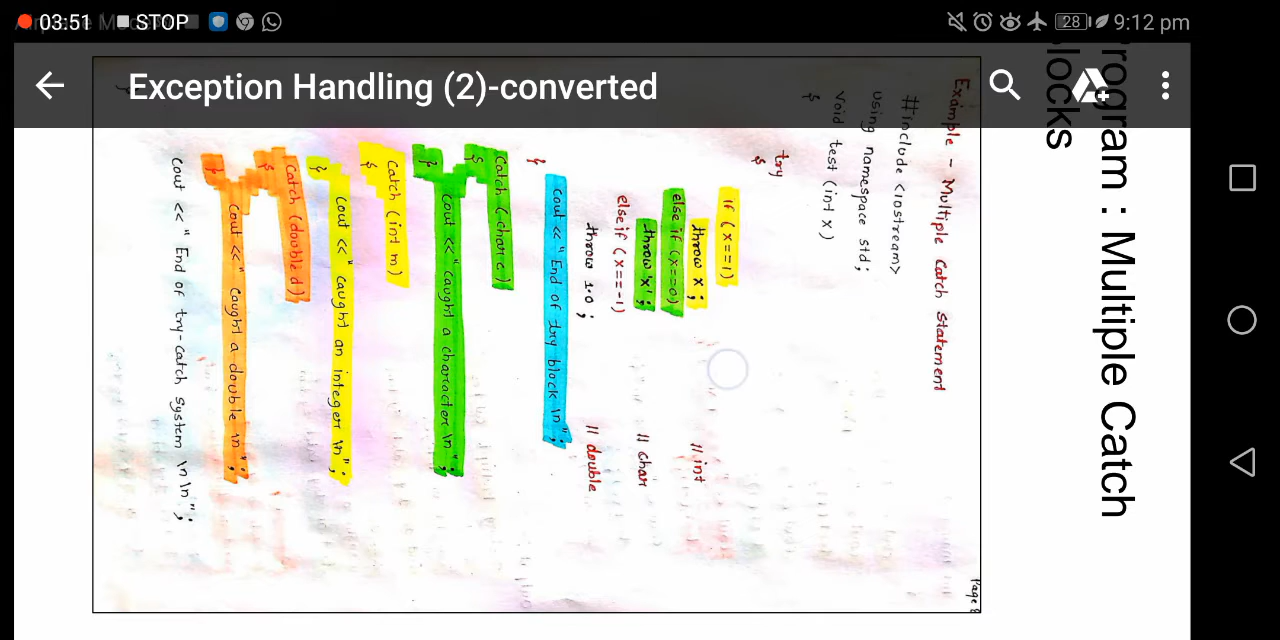 03:51 STOP 28 9:12 pm
Exception Handling (2)-converted
Program : Multiple Catch
Blocks
Page 8
Example - Multiple Catch Statement
#include <iostream>
using namespace std;
void test (int x)
{
try
{
if (x==1)
throw x; // int
else if (x==0)
throw 'x'; // char
else if (x==-1)
throw 1.0; // double
cout << "End of try block \n";
}
Catch (char c)
{
cout << "Caught a character \n";
}
Catch (int m)
{
cout << "caught an integer \n";
}
Catch (double d)
{
cout << "caught a double \n";
}
cout << "End of try-catch system \n\n";
}